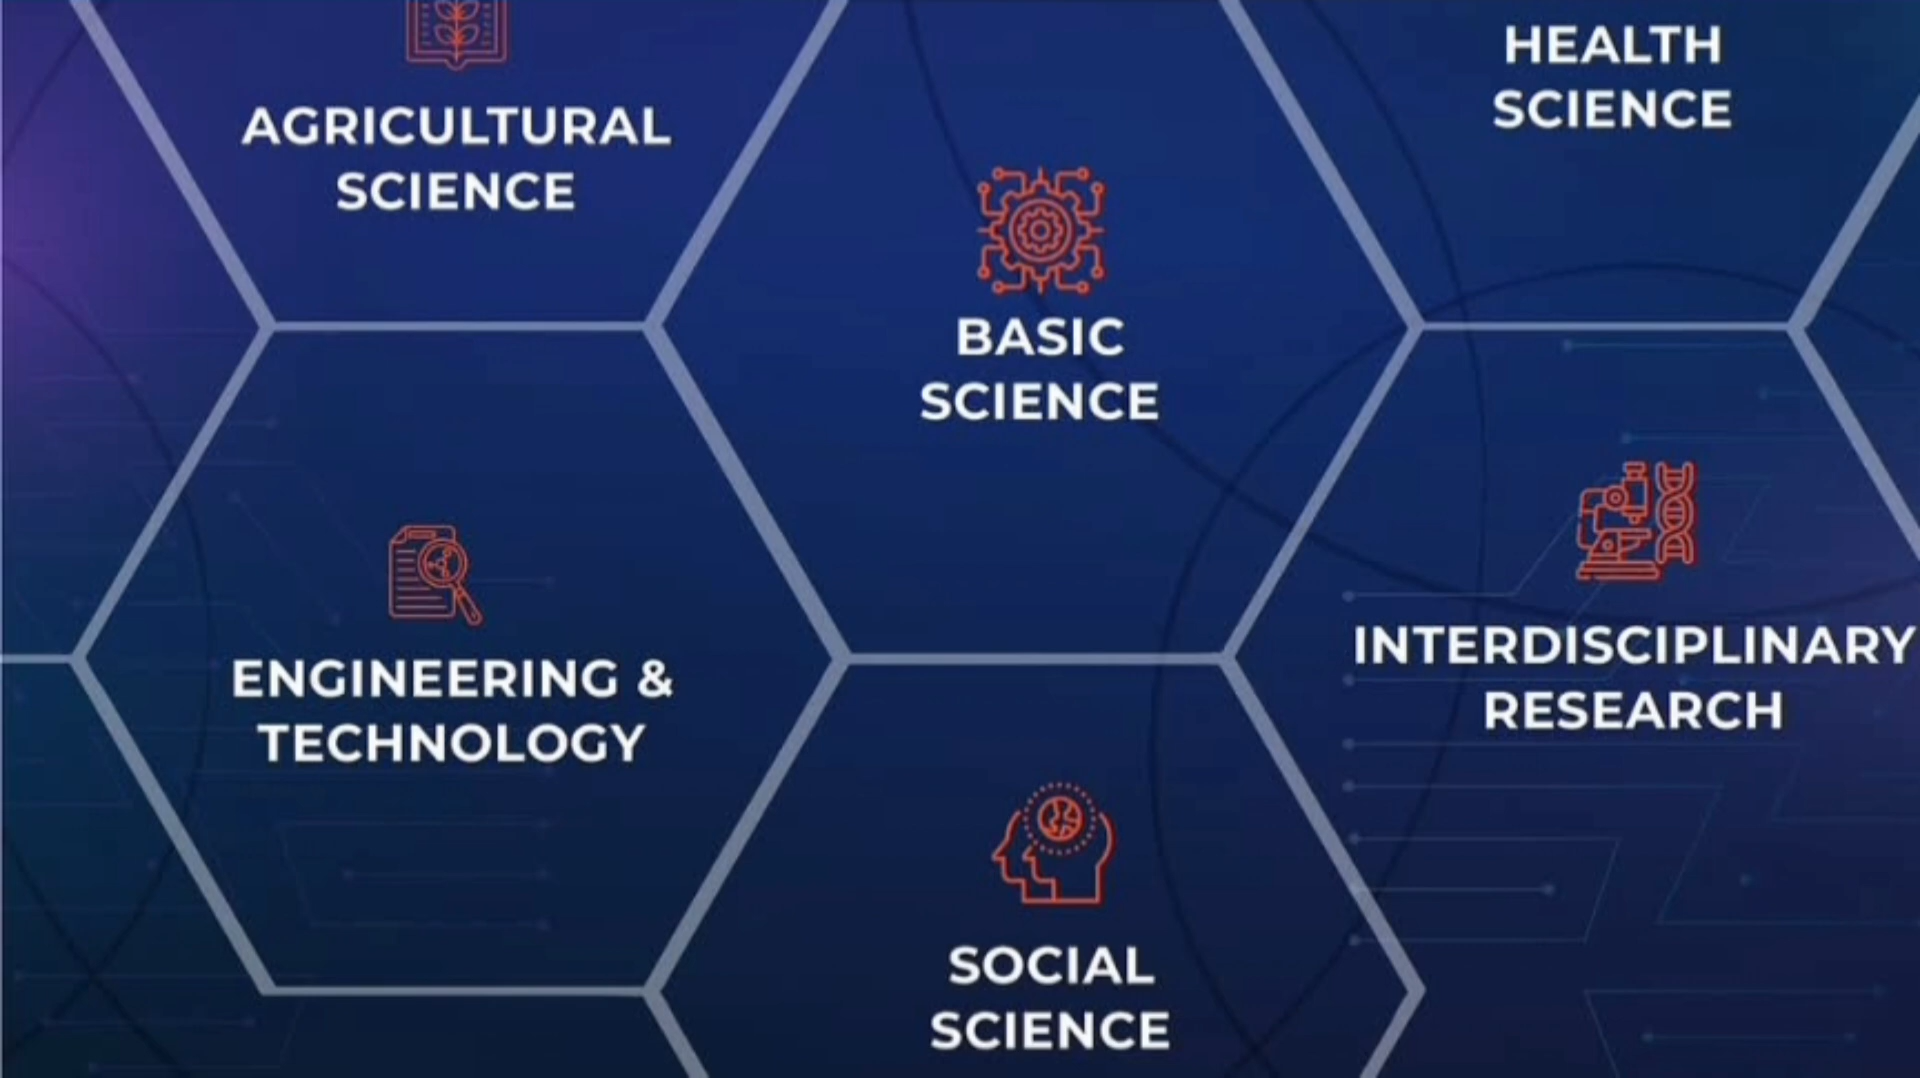 AGRICULTURAL
SCIENCE
BASIC
SCIENCE
HEALTH
SCIENCE
ENGINEERING &
TECHNOLOGY
INTERDISCIPLINARY
RESEARCH
SOCIAL
SCIENCE